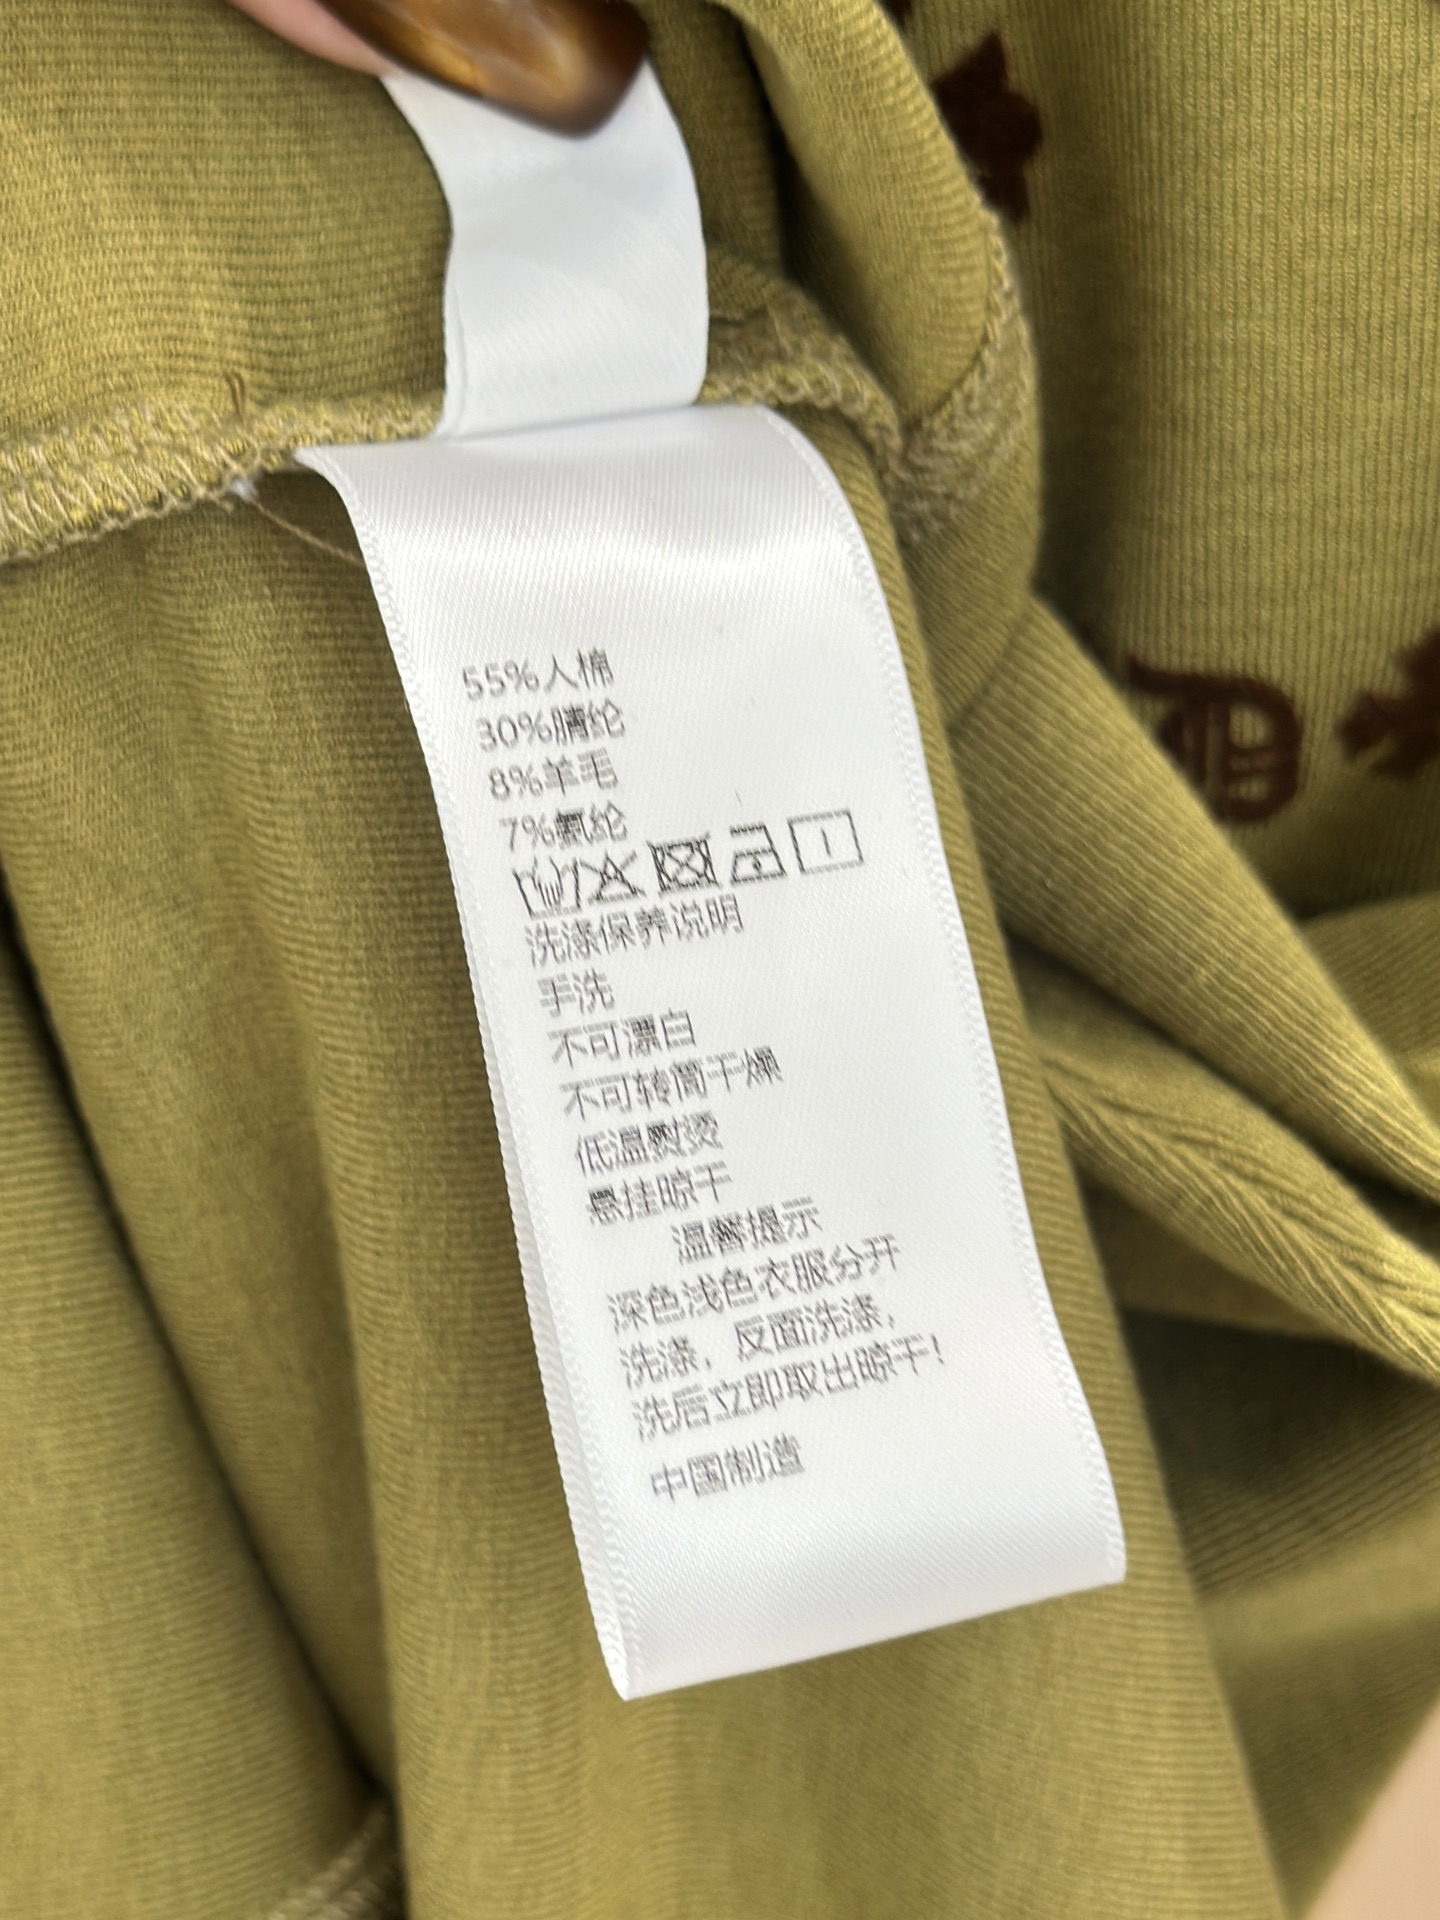 55%人棉
30%腈纶
8%羊毛
7%氨纶
洗涤保养说明
手洗
不可漂白
不可转筒干燥
低温熨烫
悬挂晾干
温馨提示
深色浅色衣服分开
洗涤，反面洗涤，
洗后立即取出晾干！
中国制造